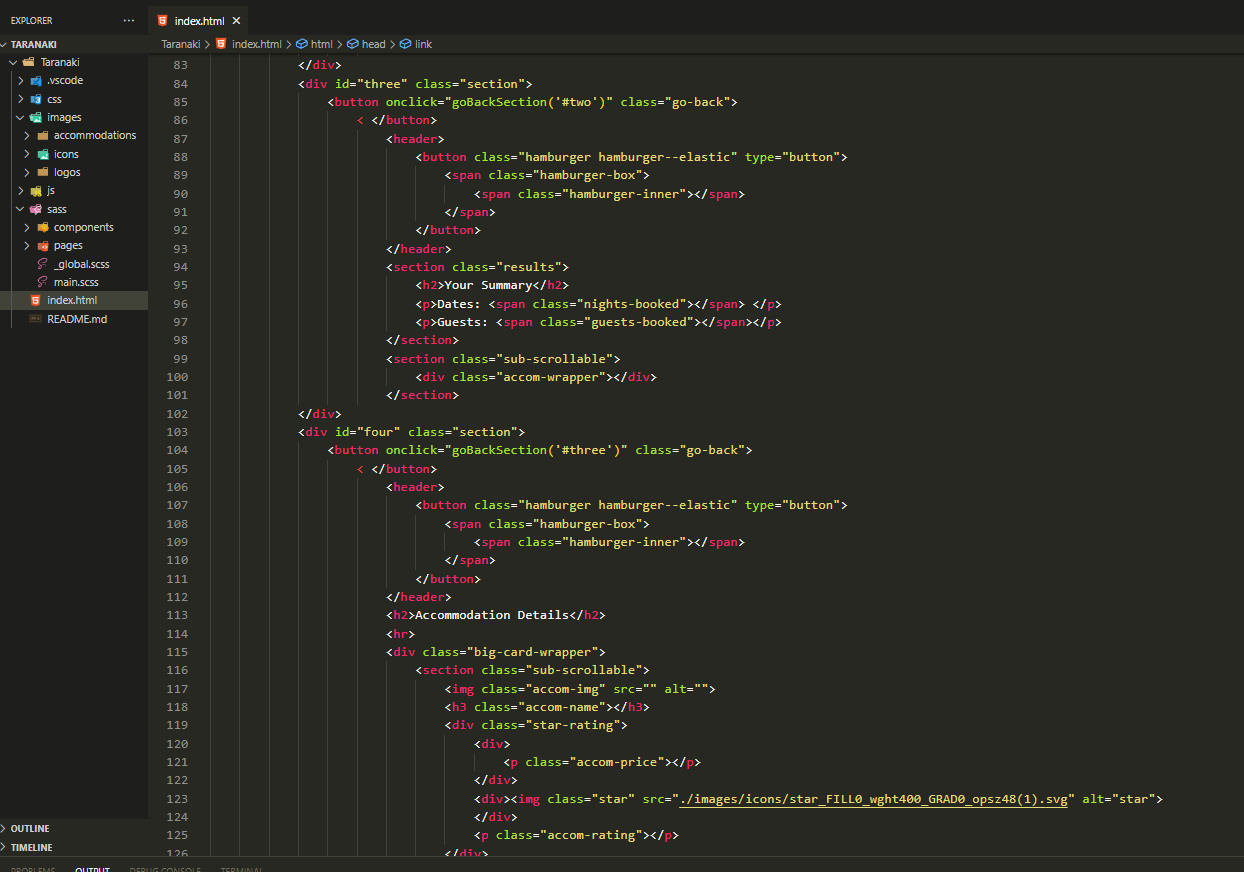 EXPLORER ···
index.html ×
TARANAKI
Taranaki > index.html > html > head > link
Taranaki
.vscode
css
images
accommodations
icons
logos
js
sass
components
pages
_global.scss
main.scss
index.html
README.md
OUTLINE
TIMELINE
83 </div>
84 <div id="three" class="section">
85 <button onclick="goBackSection('#two')" class="go-back">
86 < </button>
87 <header>
88 <button class="hamburger hamburger--elastic" type="button">
89 <span class="hamburger-box">
90 <span class="hamburger-inner"></span>
91 </span>
92 </button>
93 </header>
94 <section class="results">
95 <h2>Your Summary</h2>
96 <p>Dates: <span class="nights-booked"></span> </p>
97 <p>Guests: <span class="guests-booked"></span></p>
98 </section>
99 <section class="sub-scrollable">
100 <div class="accom-wrapper"></div>
101 </section>
102 </div>
103 <div id="four" class="section">
104 <button onclick="goBackSection('#three')" class="go-back">
105 < </button>
106 <header>
107 <button class="hamburger hamburger--elastic" type="button">
108 <span class="hamburger-box">
109 <span class="hamburger-inner"></span>
110 </span>
111 </button>
112 </header>
113 <h2>Accommodation Details</h2>
114 <hr>
115 <div class="big-card-wrapper">
116 <section class="sub-scrollable">
117 <img class="accom-img" src="" alt="">
118 <h3 class="accom-name"></h3>
119 <div class="star-rating">
120 <div>
121 <p class="accom-price"></p>
122 </div>
123 <div><img class="star" src="./images/icons/star_FILL0_wght400_GRAD0_opsz48(1).svg" alt="star">
124 </div>
125 <p class="accom-rating"></p>
126 </div>
PROBLEMS OUTPUT DEBUG CONSOLE TERMINAL